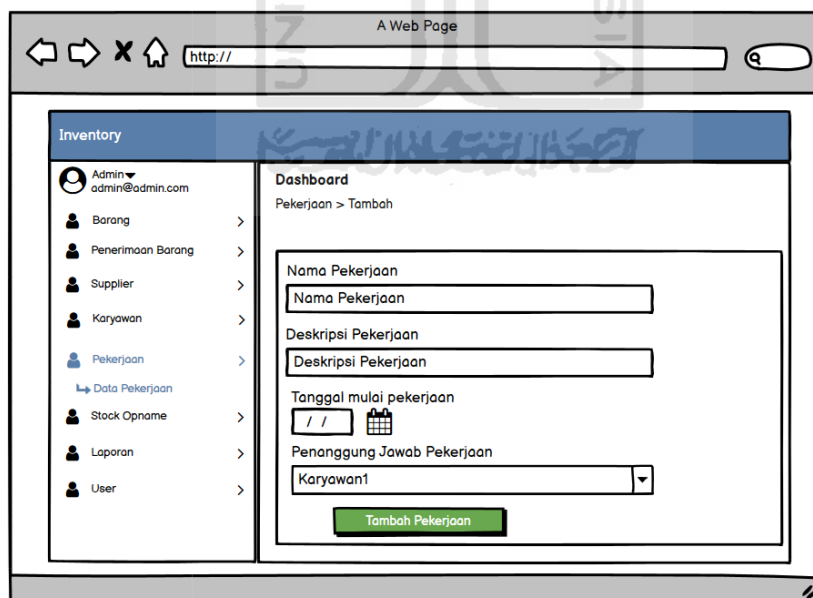 A Web Page
http://
Inventory
Admin
admin@admin.com
Barang
Penerimaan Barang
Supplier
Karyawan
Pekerjaan
Data Pekerjaan
Stock Opname
Laporan
User
Dashboard
Pekerjaan > Tambah
Nama Pekerjaan
Nama Pekerjaan
Deskripsi Pekerjaan
Deskripsi Pekerjaan
Tanggal mulai pekerjaan
/ /
Penanggung Jawab Pekerjaan
Karyawan1
Tambah Pekerjaan